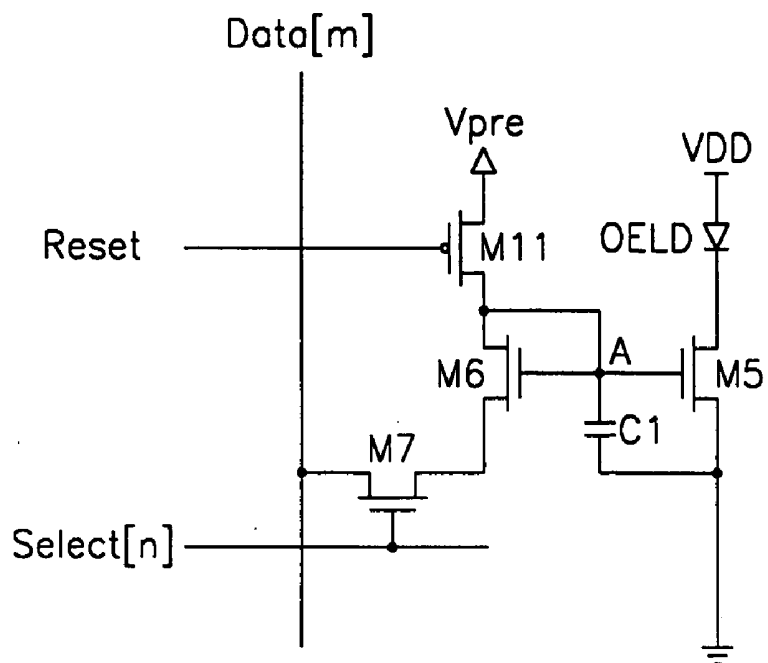 Data[m]
Vpre
VDD
Reset
M11
OELD
M6
A
M5
M7
C1
Select[n]